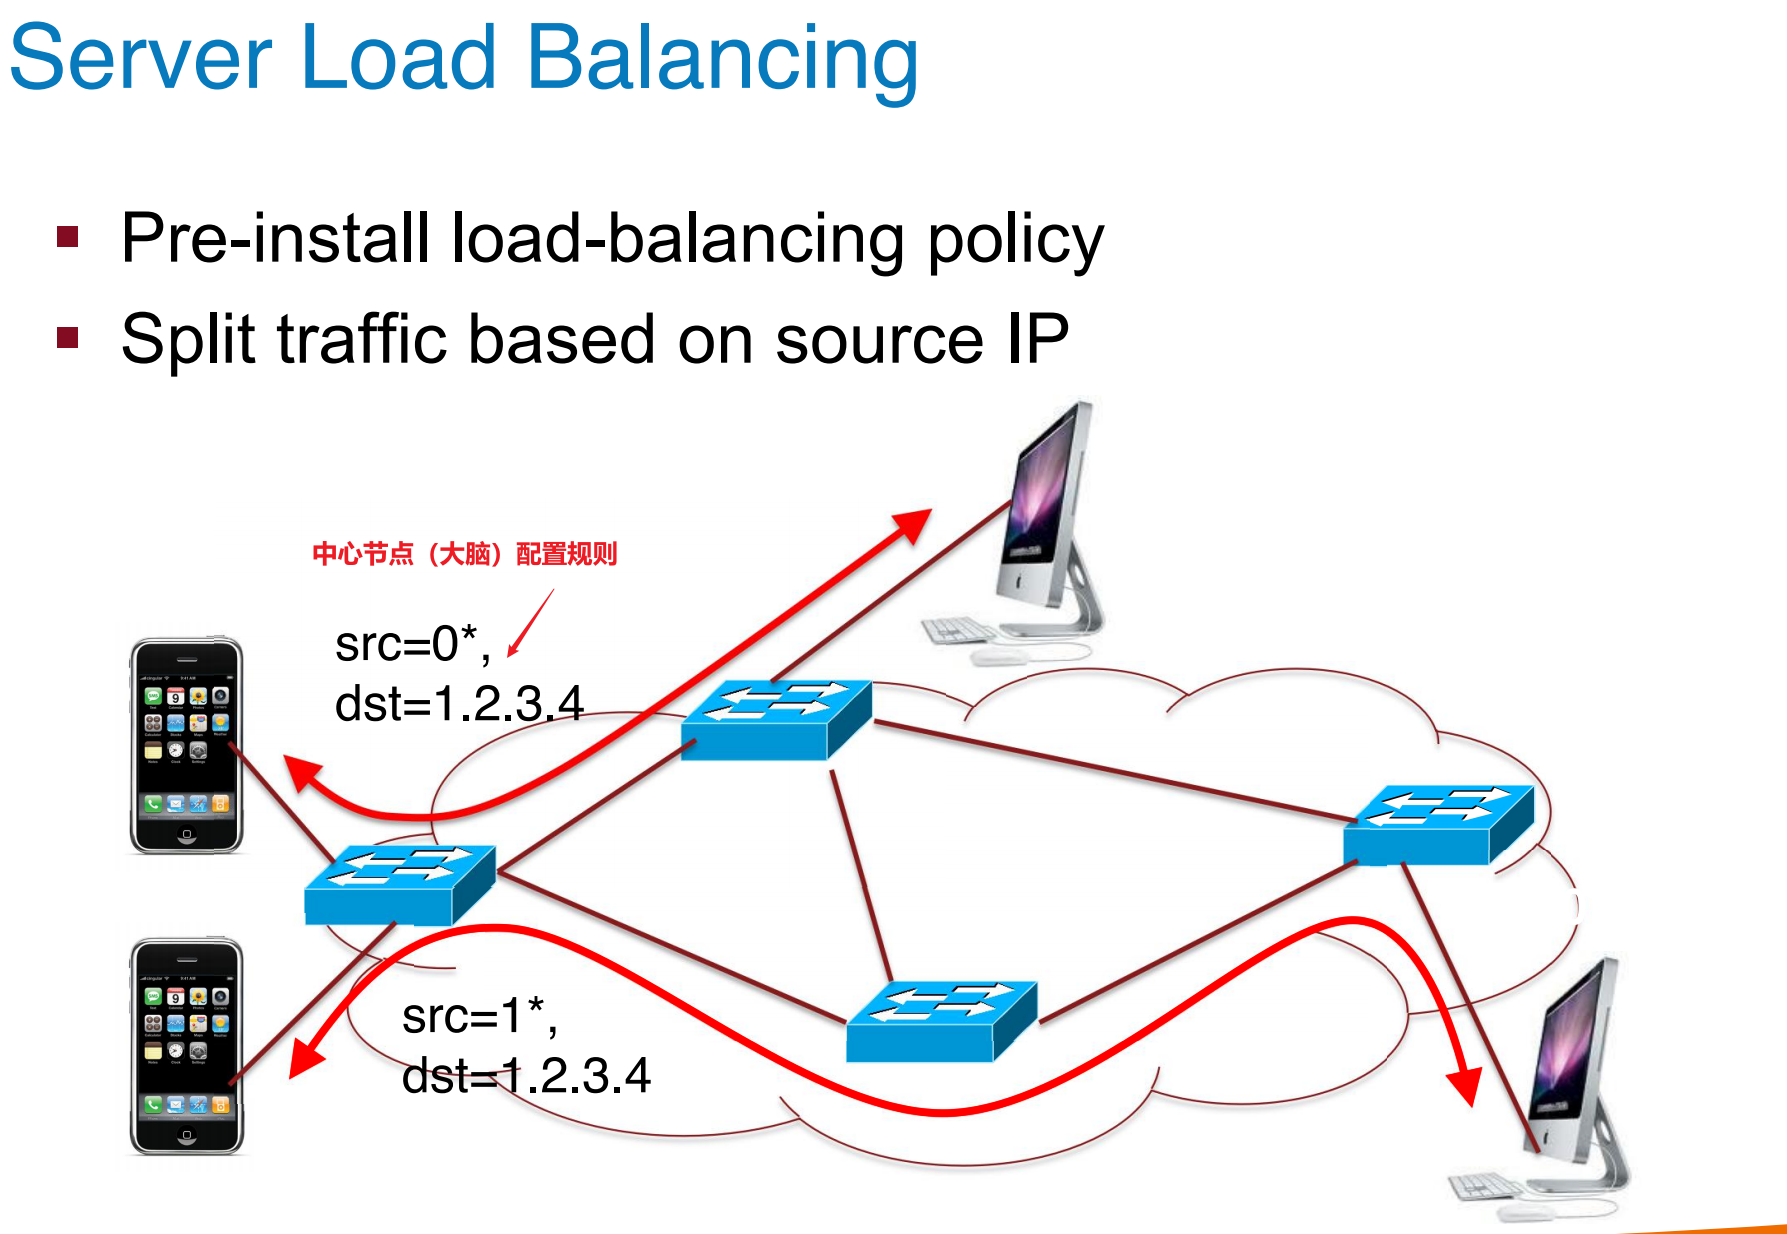 Server Load Balancing
Pre-install load-balancing policy
Split traffic based on source IP
中心节点（大脑）配置规则
src=0*,
dst=1.2.3.4
src=1*,
dst=1.2.3.4